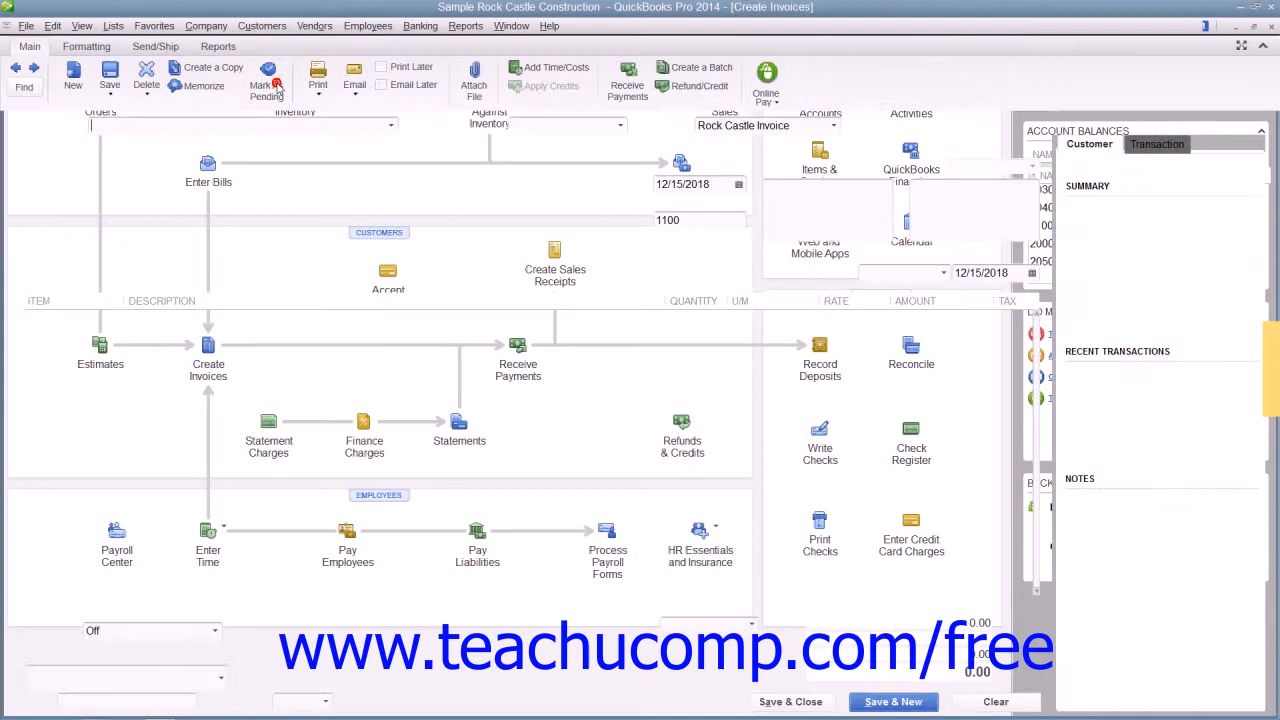 Sample Rock Castle Construction - QuickBooks Pro 2014 - [Create Invoices]
File Edit View Lists Favorites Company Customers Vendors Employees Banking Reports Window Help
Main Formatting Send/Ship Reports
Find
New
Save
Delete
Create a Copy
Memorize
Mark
Pending
Print
Email
Print Later
Email Later
Attach
File
Add Time/Costs
Apply Credits
Receive
Payments
Create a Batch
Refund/Credit
Online
Pay
Orders
Inventory
Against
Inventory
Sales
Accounts
Activities
Rock Castle Invoice
ACCOUNT BALANCES
Customer
Transaction
Enter Bills
Items &
QuickBooks
12/15/2018
SUMMARY
1100
CUSTOMERS
Create Sales
Receipts
Accept
Web and
Mobile Apps
Calendar
12/15/2018
2000
2050
ITEM DESCRIPTION QUANTITY U/M RATE AMOUNT TAX
Estimates
Create
Invoices
Receive
Payments
Record
Deposits
Reconcile
RECENT TRANSACTIONS
Statement
Charges
Finance
Charges
Statements
Refunds
& Credits
Write
Checks
Check
Register
NOTES
EMPLOYEES
Payroll
Center
Enter
Time
Pay
Employees
Pay
Liabilities
Process
Payroll
Forms
HR Essentials
and Insurance
Print
Checks
Enter Credit
Card Charges
Off
0.00
0.00
0.00
www.teachucomp.com/free
Save & Close
Save & New
Clear